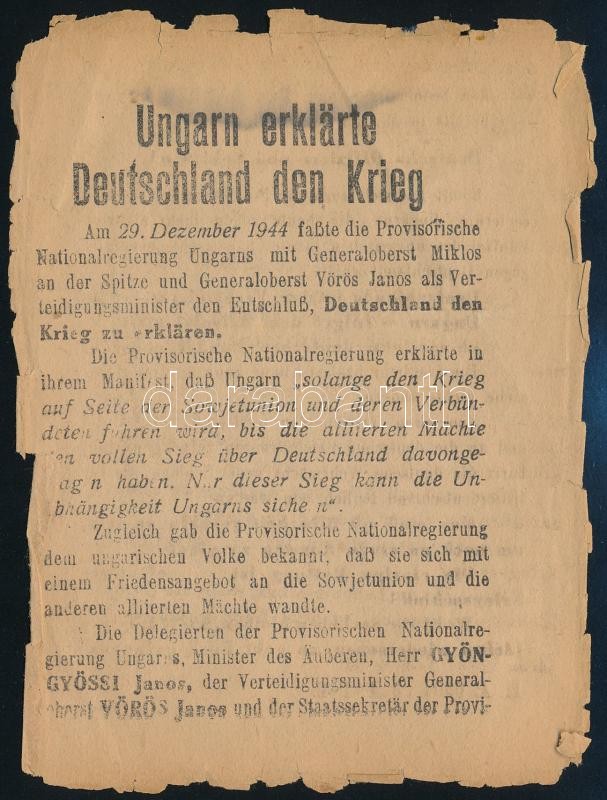 Ungarn erklärte
Deutschland den Krieg
Am 29. Dezember 1944 faßte die Provisorische
Nationalregierung Ungarns mit Generaloberst Miklos
an der Spitze und Generaloberst Vörös Janos als Ver-
teidigungsminister den Entschluß, Deutschland den
Krieg zu erklären.
Die Provisorische Nationalregierung erklärte in
ihrem Manifest, daß Ungarn „solange den Krieg
auf Seite der Sowjetunion und deren Verbün-
deten führen wird, bis die alliierten Mächte
den vollen Sieg über Deutschland davonge-
ag n haben. N.r dieser Sieg kann die Un-
bhängigkeit Ungarns siche n“.
Zugleich gab die Provisorische Nationalregierung
dem ungarischen Volke bekannt, daß sie sich mit
einem Friedensangebot an die Sowjetunion und die
anderen alliierten Mächte wandte.
Die Delegierten der Provisorischen Nationalre-
gierung Ungarns, Minister des Äußeren, Herr GYÖN-
GYÖSSI Janos, der Verteidigungsminister General-
oberst VÖRÖS Janos und der Staatssekretär der Provi-
darabanth